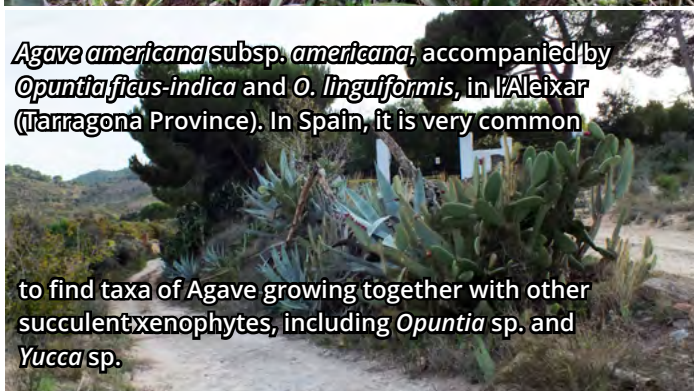 Agave americana subsp. americana, accompanied by
Opuntia ficus-indica and O. linguiformis, in l'Aleixar
(Tarragona Province). In Spain, it is very common
to find taxa of Agave growing together with other
succulent xenophytes, including Opuntia sp. and
Yucca sp.